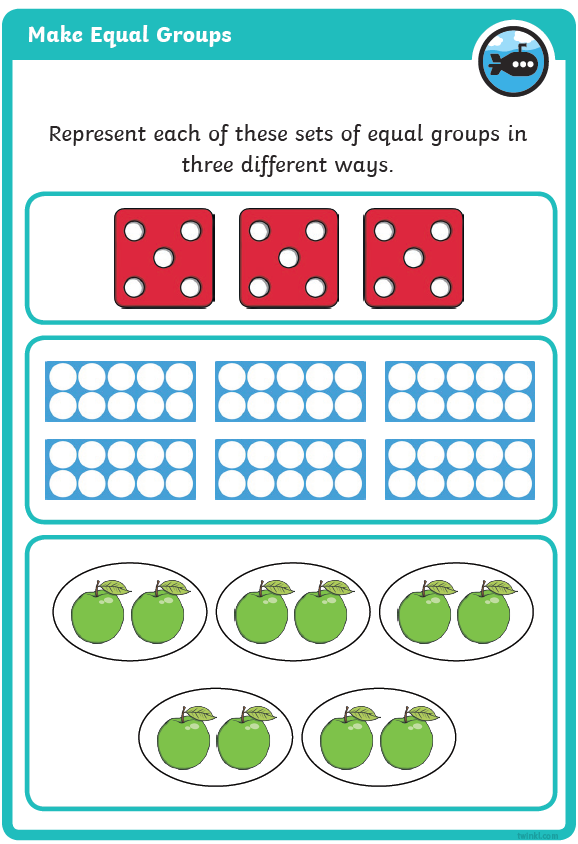 Make Equal Groups
Represent each of these sets of equal groups in
three different ways.
twinkl.com